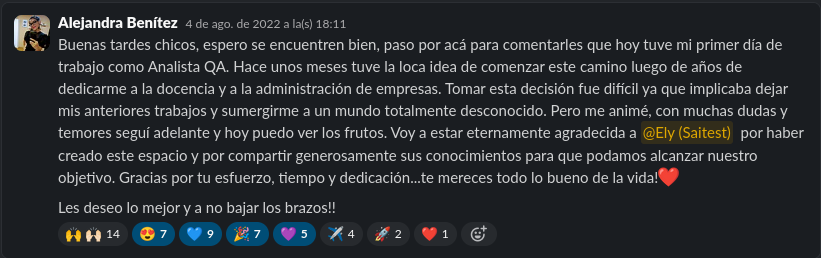 Alejandra Benítez 4 de ago. de 2022 a la(s) 18:11
Buenas tardes chicos, espero se encuentren bien, paso por acá para comentarles que hoy tuve mi primer día de
trabajo como Analista QA. Hace unos meses tuve la loca idea de comenzar este camino luego de años de
dedicarme a la docencia y a la administración de empresas. Tomar esta decisión fue difícil ya que implicaba dejar
mis anteriores trabajos y sumergirme a un mundo totalmente desconocido. Pero me animé, con muchas dudas y
temores seguí adelante y hoy puedo ver los frutos. Voy a estar eternamente agradecida a @Ely (Saitest) por haber
creado este espacio y por compartir generosamente sus conocimientos para que podamos alcanzar nuestro
objetivo. Gracias por tu esfuerzo, tiempo y dedicación...te mereces todo lo bueno de la vida!❤️
Les deseo lo mejor y a no bajar los brazos!!
🙌🙌🏻 14 😍 7 💙 9 🎉 7 💜 5 ✈️ 4 🚀 2 ❤️ 1